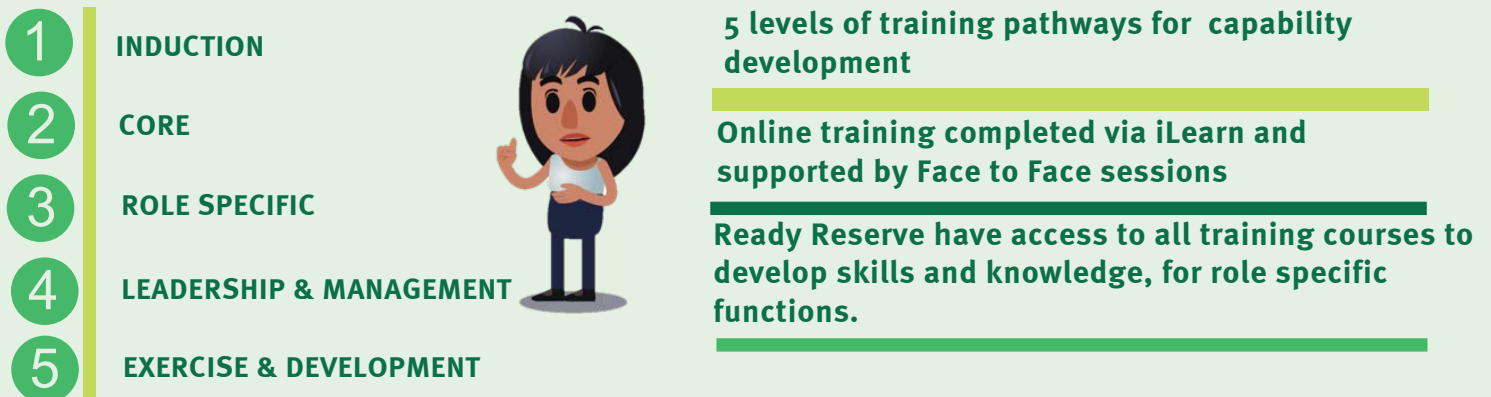 1
INDUCTION
2
CORE
3
ROLE SPECIFIC
4
LEADERSHIP & MANAGEMENT
5
EXERCISE & DEVELOPMENT
5 levels of training pathways for capability
development
Online training completed via iLearn and
supported by Face to Face sessions
Ready Reserve have access to all training courses to
develop skills and knowledge, for role specific
functions.